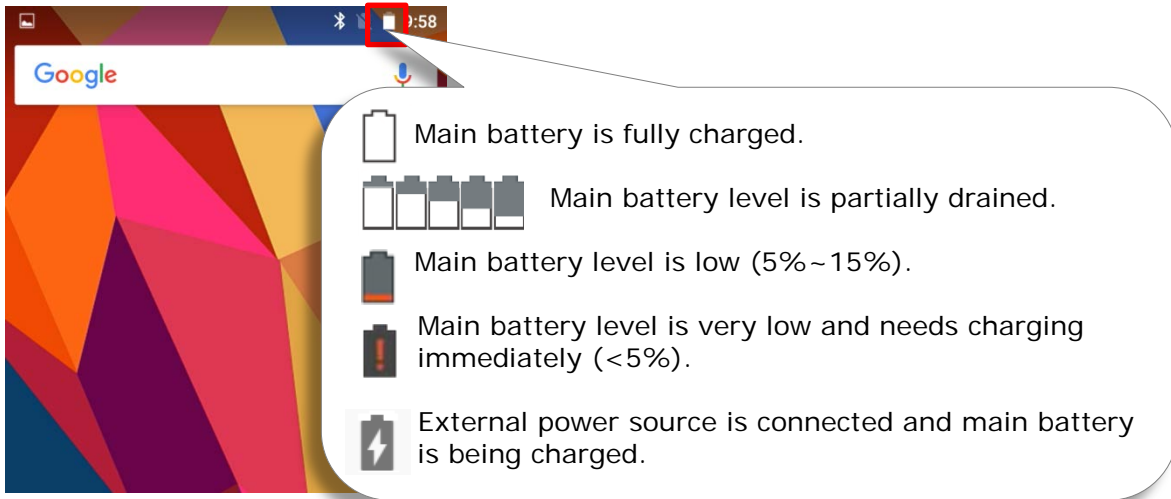 9:58
Google
Main battery is fully charged.
Main battery level is partially drained.
Main battery level is low (5%~15%).
Main battery level is very low and needs charging
immediately (<5%).
External power source is connected and main battery
is being charged.